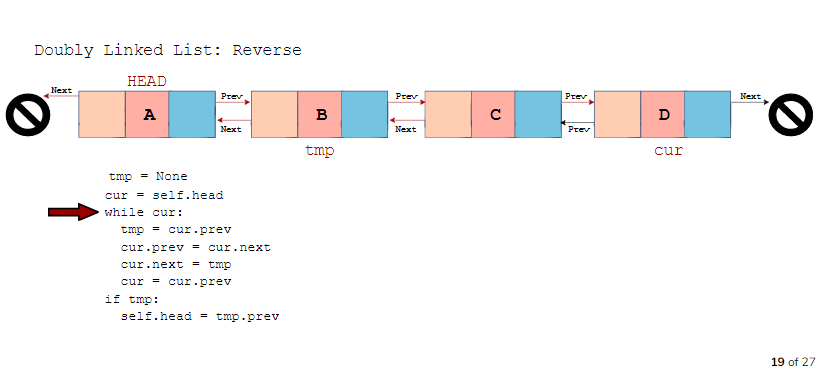 Doubly Linked List: Reverse
HEAD
Next Prev Prev Prev Next
A B C D
Next Next Prev
tmp cur
tmp = None
cur = self.head
while cur:
tmp = cur.prev
cur.prev = cur.next
cur.next = tmp
cur = cur.prev
if tmp:
self.head = tmp.prev
19 of 27